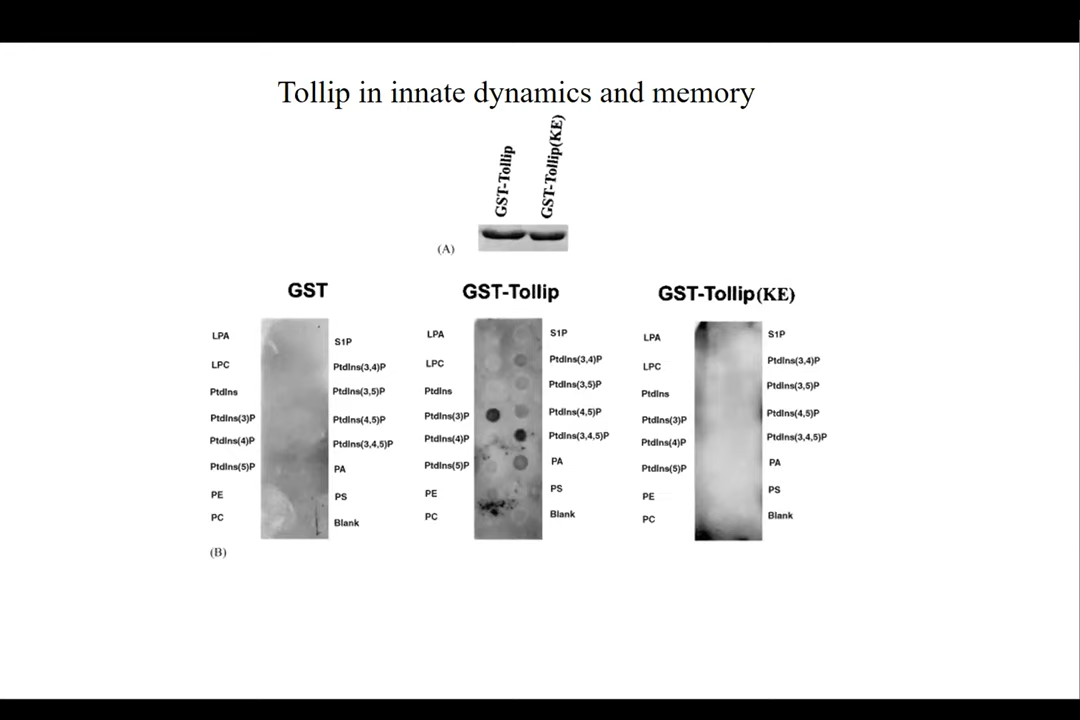 Tollip in innate dynamics and memory
GST-Tollip
GST-Tollip(KE)
(A)
GST
LPA
LPC
PtdIns
PtdIns(3)P
PtdIns(4)P
PtdIns(5)P
PE
PC
S1P
PtdIns(3,4)P
PtdIns(3,5)P
PtdIns(4,5)P
PtdIns(3,4,5)P
PA
PS
Blank
GST-Tollip
LPA
LPC
PtdIns
PtdIns(3)P
PtdIns(4)P
PtdIns(5)P
PE
PC
S1P
PtdIns(3,4)P
PtdIns(3,5)P
PtdIns(4,5)P
PtdIns(3,4,5)P
PA
PS
Blank
GST-Tollip(KE)
LPA
LPC
PtdIns
PtdIns(3)P
PtdIns(4)P
PtdIns(5)P
PE
PC
S1P
PtdIns(3,4)P
PtdIns(3,5)P
PtdIns(4,5)P
PtdIns(3,4,5)P
PA
PS
Blank
(B)